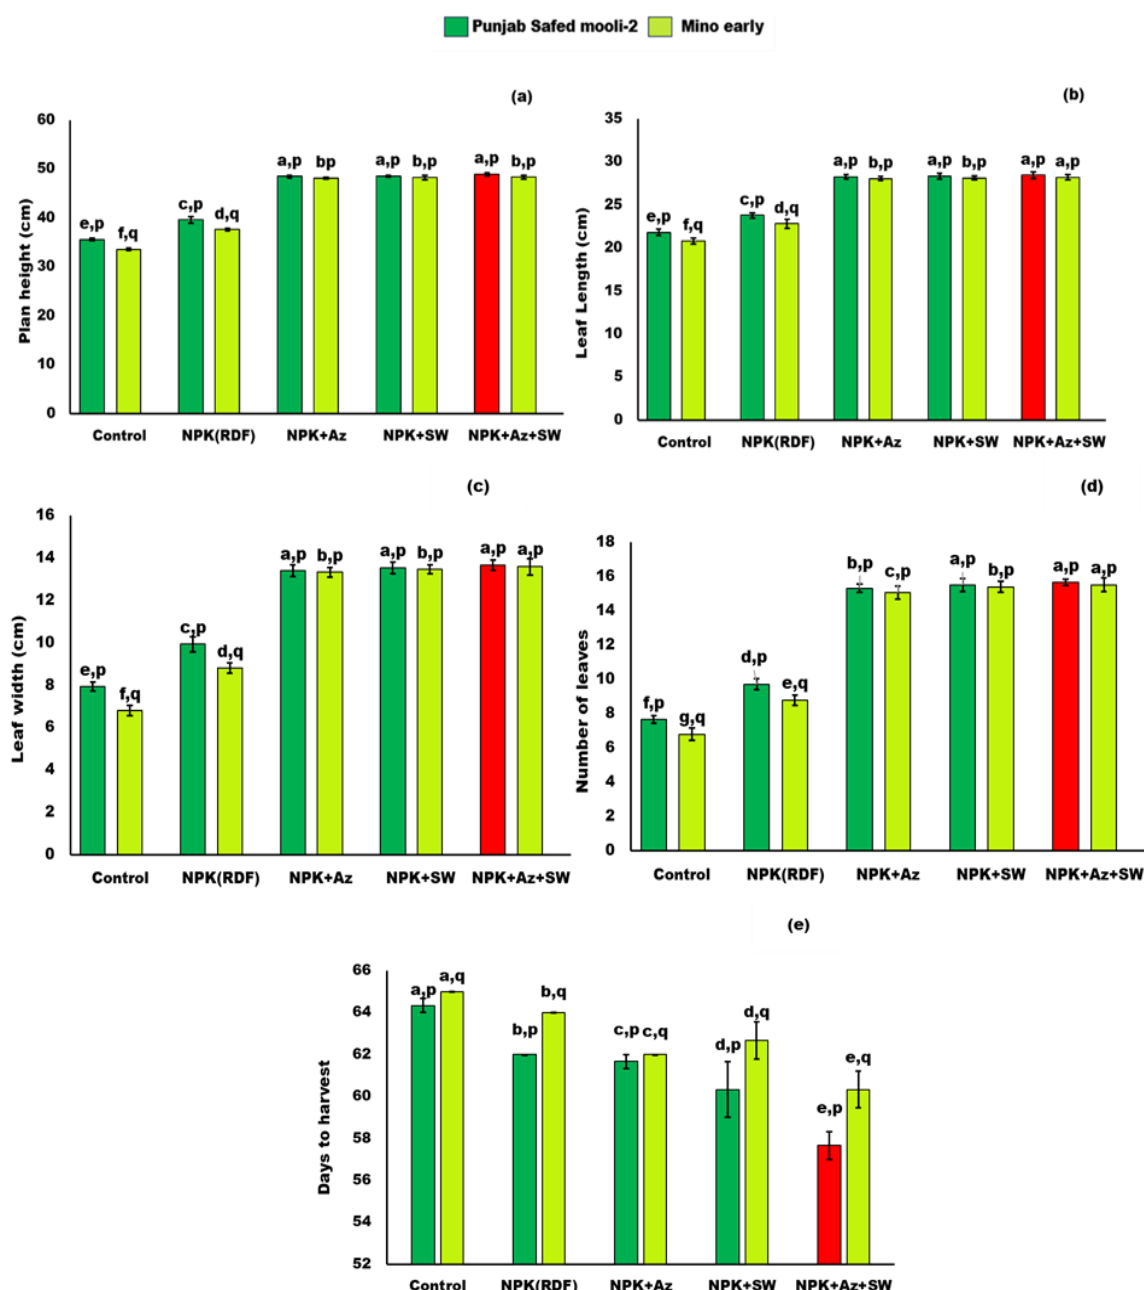 Punjab Safed mooli-2 Mino early
(a)
Plan height (cm)
60
50
40
30
20
10
0
e,p f,q c,p d,q a,p bp a,p b,p a,p b,p
Control NPK(RDF) NPK+Az NPK+SW NPK+Az+SW
(b)
Leaf Length (cm)
35
30
25
20
15
10
5
0
e,p f,q c,p d,q a,p b,p a,p b,p a,p a,p
Control NPK(RDF) NPK+Az NPK+SW NPK+Az+SW
(c)
Leaf width (cm)
16
14
12
10
8
6
4
2
0
e,p f,q c,p d,q a,p b,p a,p b,p a,p a,p
Control NPK(RDF) NPK+Az NPK+SW NPK+Az+SW
(d)
Number of leaves
18
16
14
12
10
8
6
4
2
0
f,p g,q d,p e,q b,p c,p a,p b,p a,p a,p
Control NPK(RDF) NPK+Az NPK+SW NPK+Az+SW
(e)
Days to harvest
66
64
62
60
58
56
54
52
a,p a,q b,p b,q c,p c,q d,p d,q e,p e,q
Control NPK(RDF) NPK+Az NPK+SW NPK+Az+SW